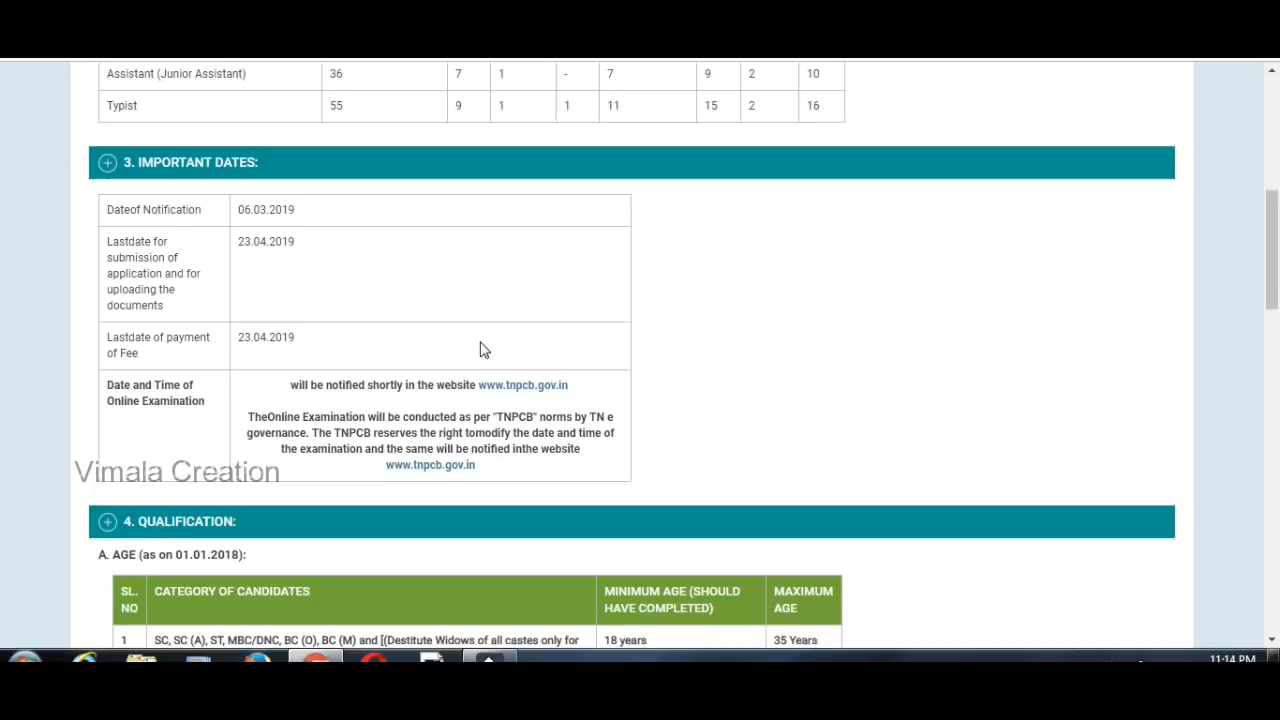 Assistant (Junior Assistant) 36 7 1 - 7 9 2 10
Typist 55 9 1 1 11 15 2 16
3. IMPORTANT DATES:
Dateof Notification 06.03.2019
Lastdate for 23.04.2019
submission of
application and for
uploading the
documents
Lastdate of payment 23.04.2019
of Fee
Date and Time of will be notified shortly in the website www.tnpcb.gov.in
Online Examination
TheOnline Examination will be conducted as per "TNPCB" norms by TN e
governance. The TNPCB reserves the right tomodify the date and time of
the examination and the same will be notified inthe website
www.tnpcb.gov.in
Vimala Creation
4. QUALIFICATION:
A. AGE (as on 01.01.2018):
SL. CATEGORY OF CANDIDATES MINIMUM AGE (SHOULD MAXIMUM
NO HAVE COMPLETED) AGE
1 SC, SC (A), ST, MBC/DNC, BC (O), BC (M) and [(Destitute Widows of all castes only for 18 years 35 Years
11:14 PM